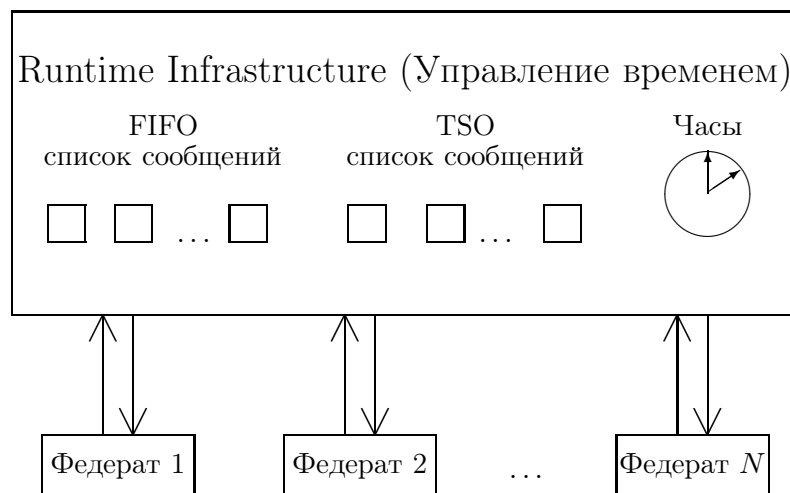 Runtime Infrastructure (Управление временем)
FIFO
список сообщений
TSO
список сообщений
Часы
...
...
Федерат 1
Федерат 2
...
Федерат N